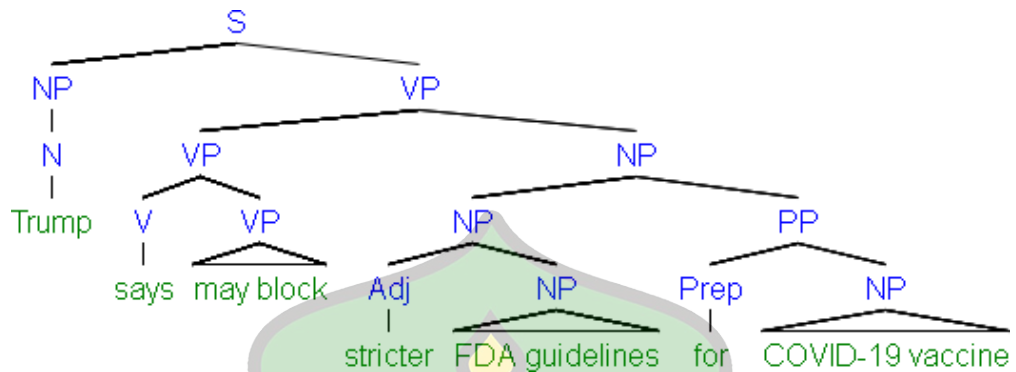 S
NP VP
N VP NP
Trump V VP NP PP
says may block Adj NP Prep NP
stricter FDA guidelines for COVID-19 vaccine